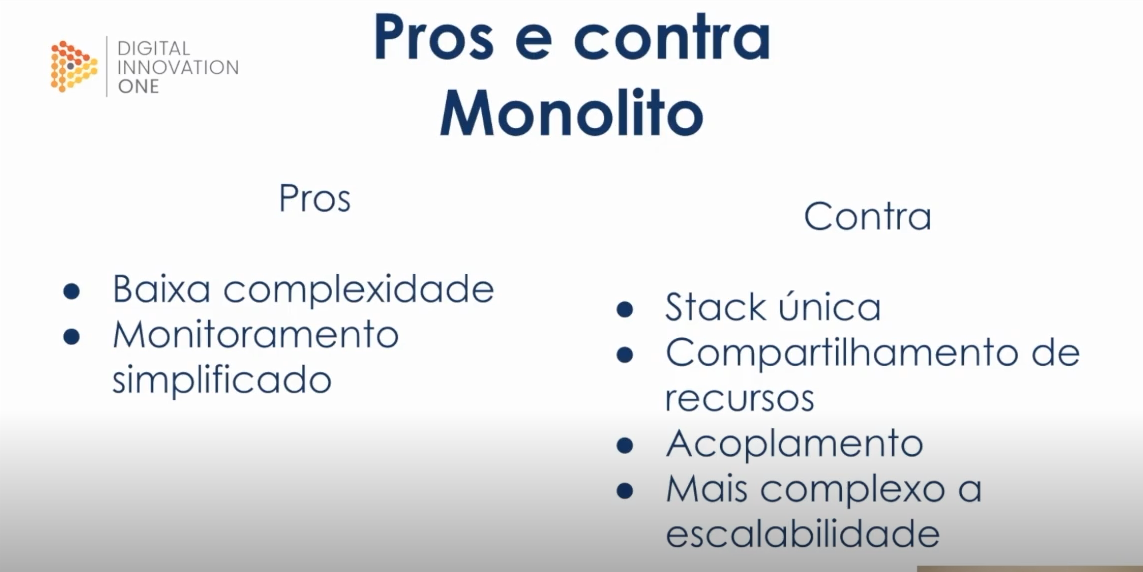 DIGITAL
INNOVATION
ONE
Pros e contra
Monolito
Pros
● Baixa complexidade
● Monitoramento
simplificado
Contra
● Stack única
● Compartilhamento de
recursos
● Acoplamento
● Mais complexo a
escalabilidade